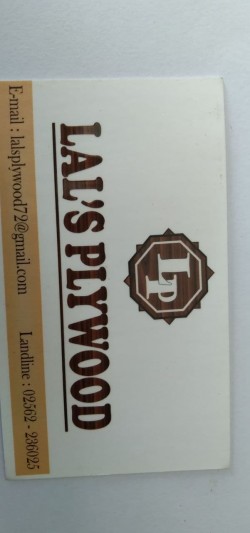 LP
LAL'S PLYWOOD
E-mail : lalsplywood72@gmail.com Landline : 02562 - 236025